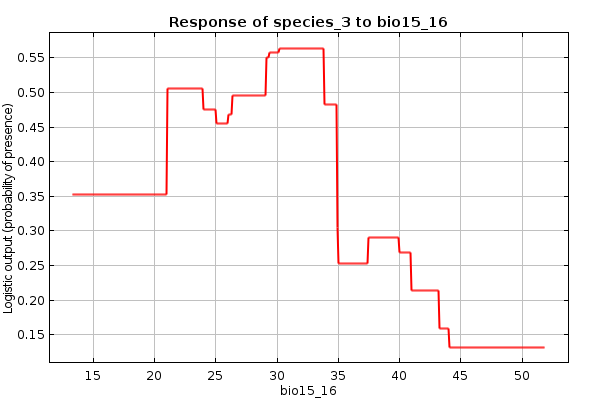 Response of species_3 to bio15_16
Logistic output (probability of presence)
0.55
0.50
0.45
0.40
0.35
0.30
0.25
0.20
0.15
15 20 25 30 35 40 45 50
bio15_16